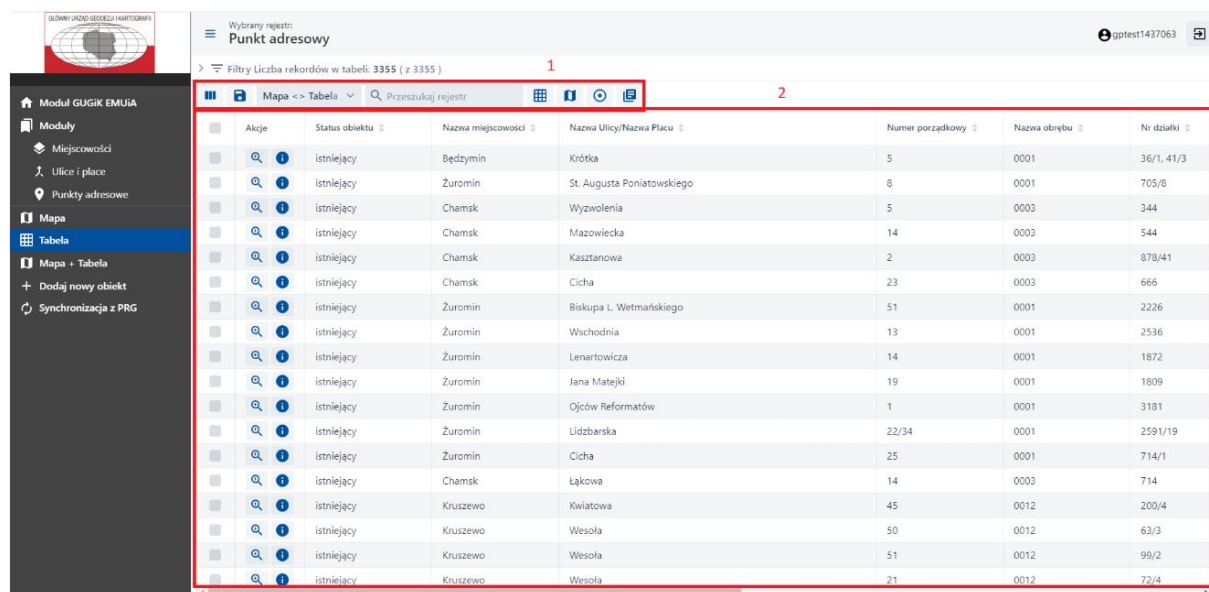 GŁÓWNY URZĄD GEODEZJI I KARTOGRAFII
Wybrany rejestr:
Punkt adresowy
gptest1437063
Filtry Liczba rekordów w tabeli: 3355 ( z 3355 )
1
Mapa <> Tabela
Przeszukaj rejestr
2
Moduł GUGiK EMUiA
Moduły
Miejscowości
Ulice i place
Punkty adresowe
Mapa
Tabela
Mapa + Tabela
Dodaj nowy obiekt
Synchronizacja z PRG
Akcje Status obiektu Nazwa miejscowości Nazwa Ulicy/Nazwa Placu Numer porządkowy Nazwa obrębu Nr działki
istniejący Będzymin Krótka 5 0001 36/1, 41/3
istniejący Żuromin St. Augusta Poniatowskiego 8 0001 705/8
istniejący Chamsk Wyzwolenia 5 0003 344
istniejący Chamsk Mazowiecka 14 0003 544
istniejący Chamsk Kasztanowa 2 0003 878/41
istniejący Chamsk Cicha 23 0003 666
istniejący Żuromin Biskupa L. Wetmańskiego 51 0001 2226
istniejący Żuromin Wschodnia 13 0001 2536
istniejący Żuromin Lenartowicza 14 0001 1872
istniejący Żuromin Jana Matejki 19 0001 1809
istniejący Żuromin Ojców Reformatów 1 0001 3181
istniejący Żuromin Lidzbarska 22/34 0001 2591/19
istniejący Żuromin Cicha 25 0001 714/1
istniejący Chamsk Łąkowa 14 0003 714
istniejący Kruszewo Kwiatowa 45 0012 200/4
istniejący Kruszewo Wesoła 50 0012 63/3
istniejący Kruszewo Wesoła 51 0012 99/2
istniejący Kruszewo Wesoła 21 0012 72/4